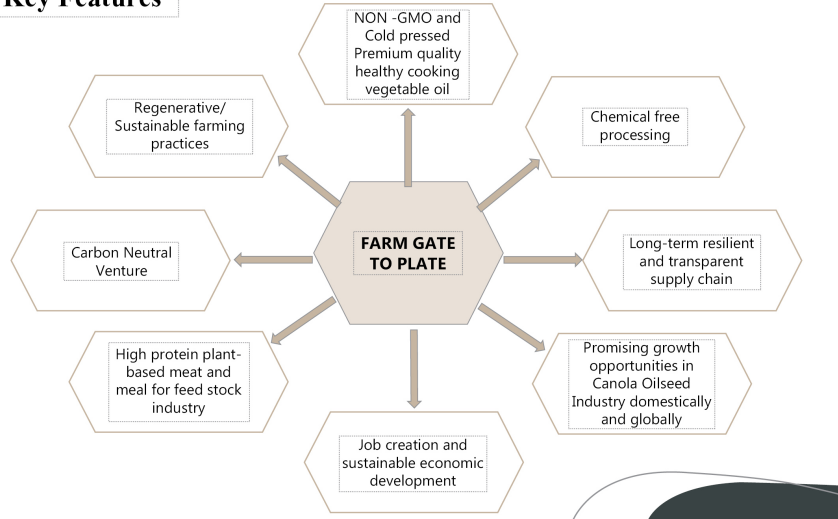 Key Features
NON -GMO and
Cold pressed
Premium quality
healthy cooking
vegetable oil
Regenerative/
Sustainable farming
practices
Chemical free
processing
FARM GATE
TO PLATE
Carbon Neutral
Venture
Long-term resilient
and transparent
supply chain
High protein plant-
based meat and
meal for feed stock
industry
Promising growth
opportunities in
Canola Oilseed
Industry domestically
and globally
Job creation and
sustainable economic
development